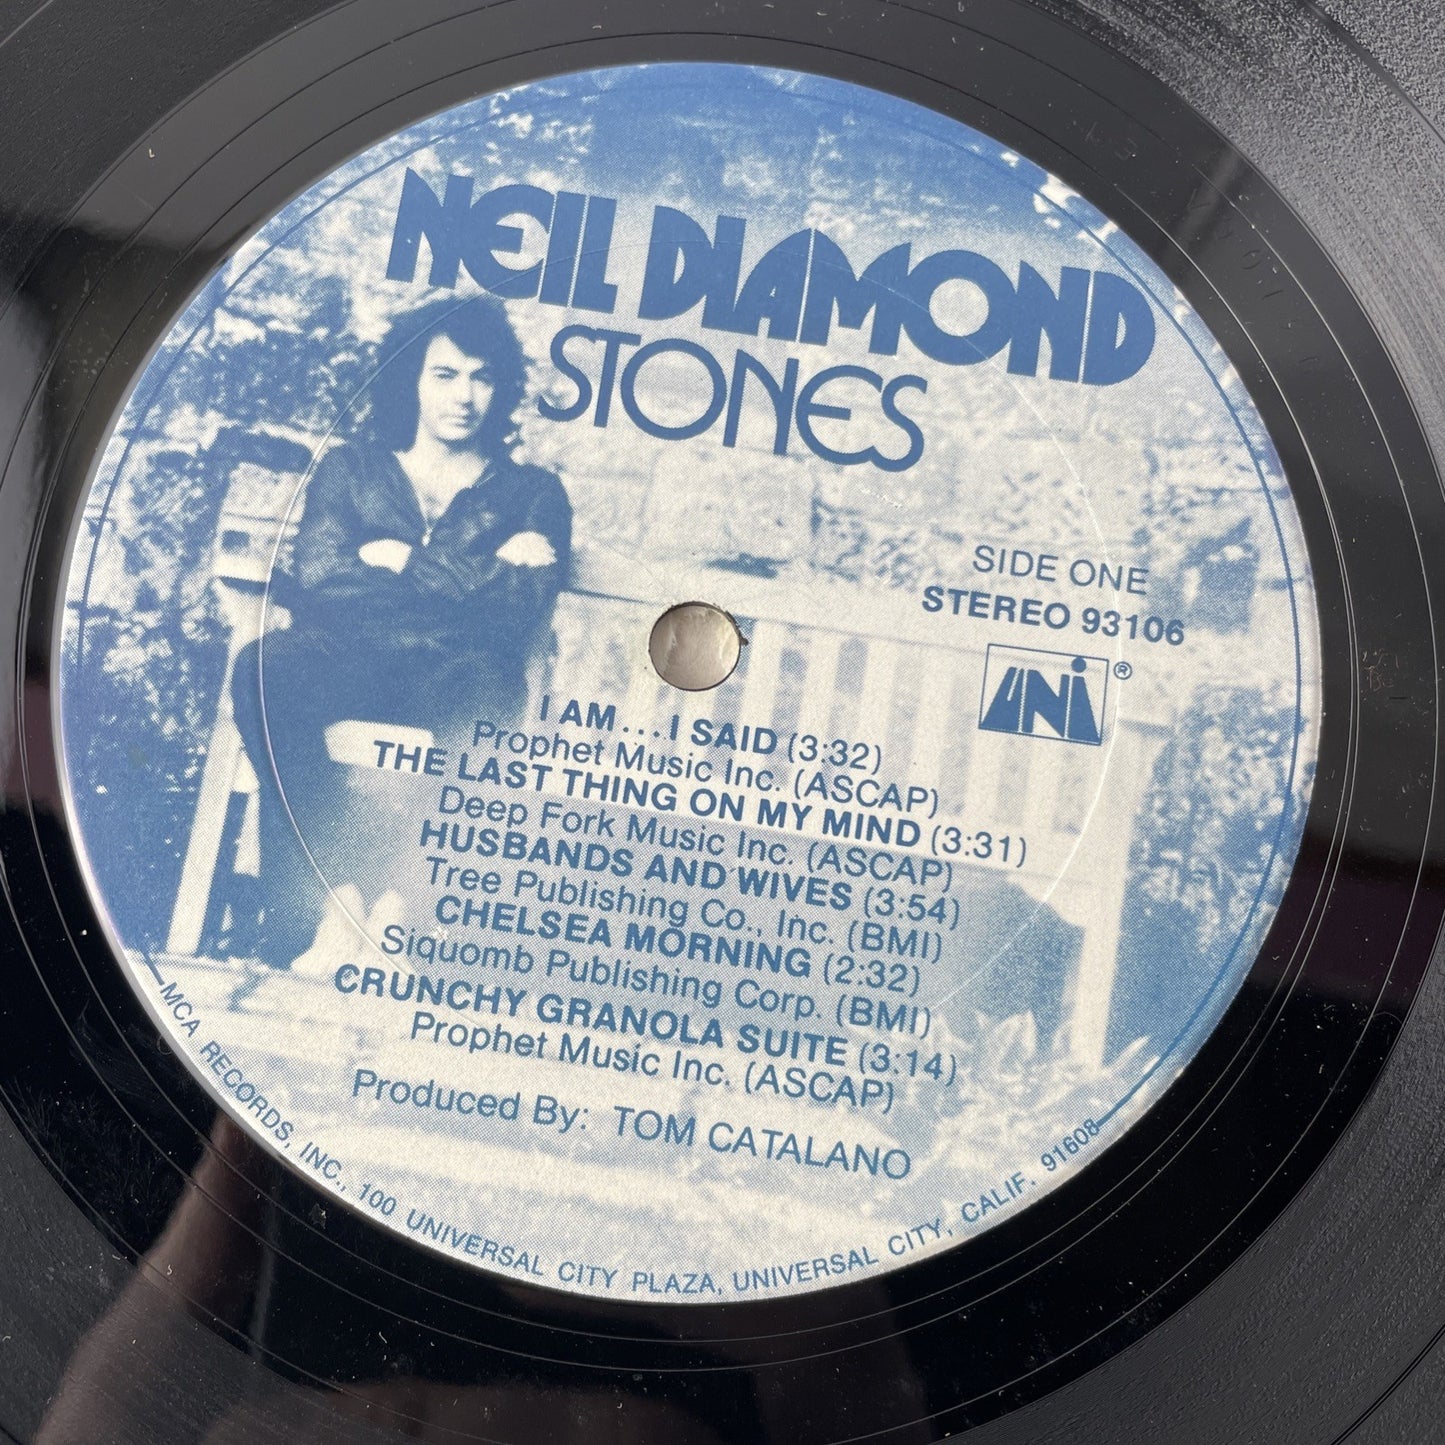 NEIL DIAMOND
STONES
SIDE ONE
STEREO 93106
UNI®
I AM...I SAID (3:32)
Prophet Music Inc. (ASCAP)
THE LAST THING ON MY MIND (3:31)
Deep Fork Music Inc. (ASCAP)
HUSBANDS AND WIVES (3:54)
Tree Publishing Co., Inc. (BMI)
CHELSEA MORNING (2:32)
Siquomb Publishing Corp. (BMI)
CRUNCHY GRANOLA SUITE (3:14)
Prophet Music Inc. (ASCAP)
Produced By: TOM CATALANO
MCA RECORDS, INC., 100 UNIVERSAL CITY PLAZA, UNIVERSAL CITY, CALIF. 91608